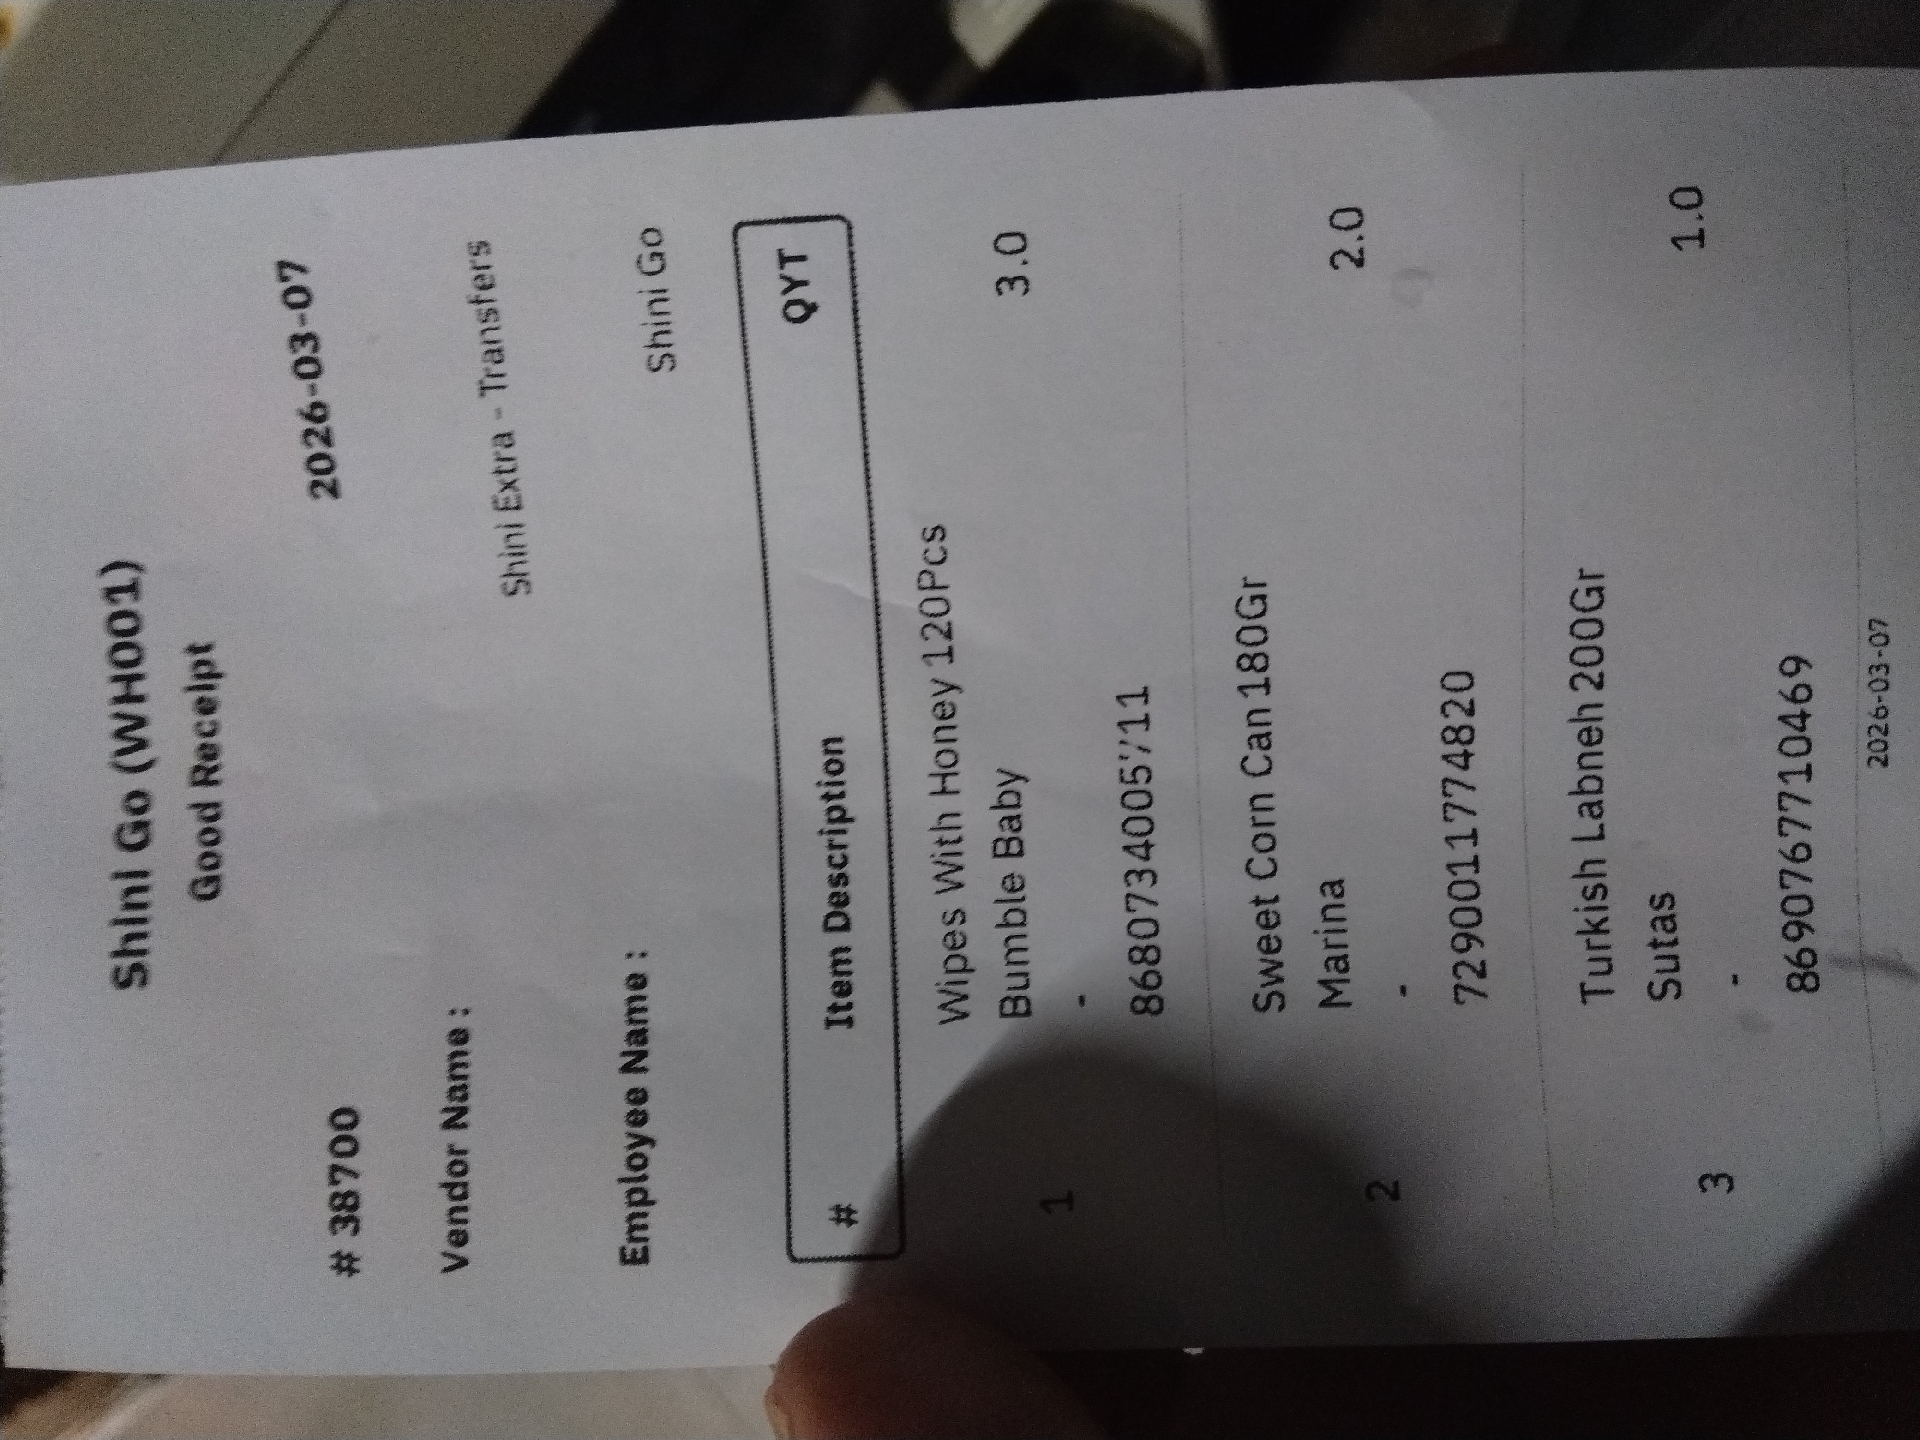 Shini Go (WH001)
Good Receipt
# 38700 2026-03-07
Vendor Name :
Shini Extra - Transfers
Employee Name : Shini Go
# Item Description QYT
Wipes With Honey 120Pcs
1 Bumble Baby 3.0
-
8680734005711
Sweet Corn Can 180Gr
2 Marina 2.0
-
7290011774820
Turkish Labneh 200Gr
3 Sutas 1.0
-
8690767710469
2026-03-07